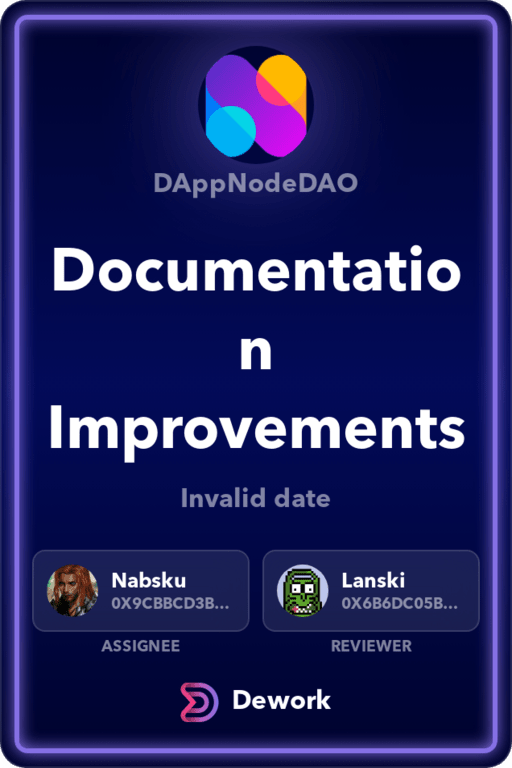 DAppNodeDAO
Documentatio
n
Improvements
Invalid date
Nabsku
0X9CBBCD3B...
Lanski
0X6B6DC05B...
ASSIGNEE
REVIEWER
Dework